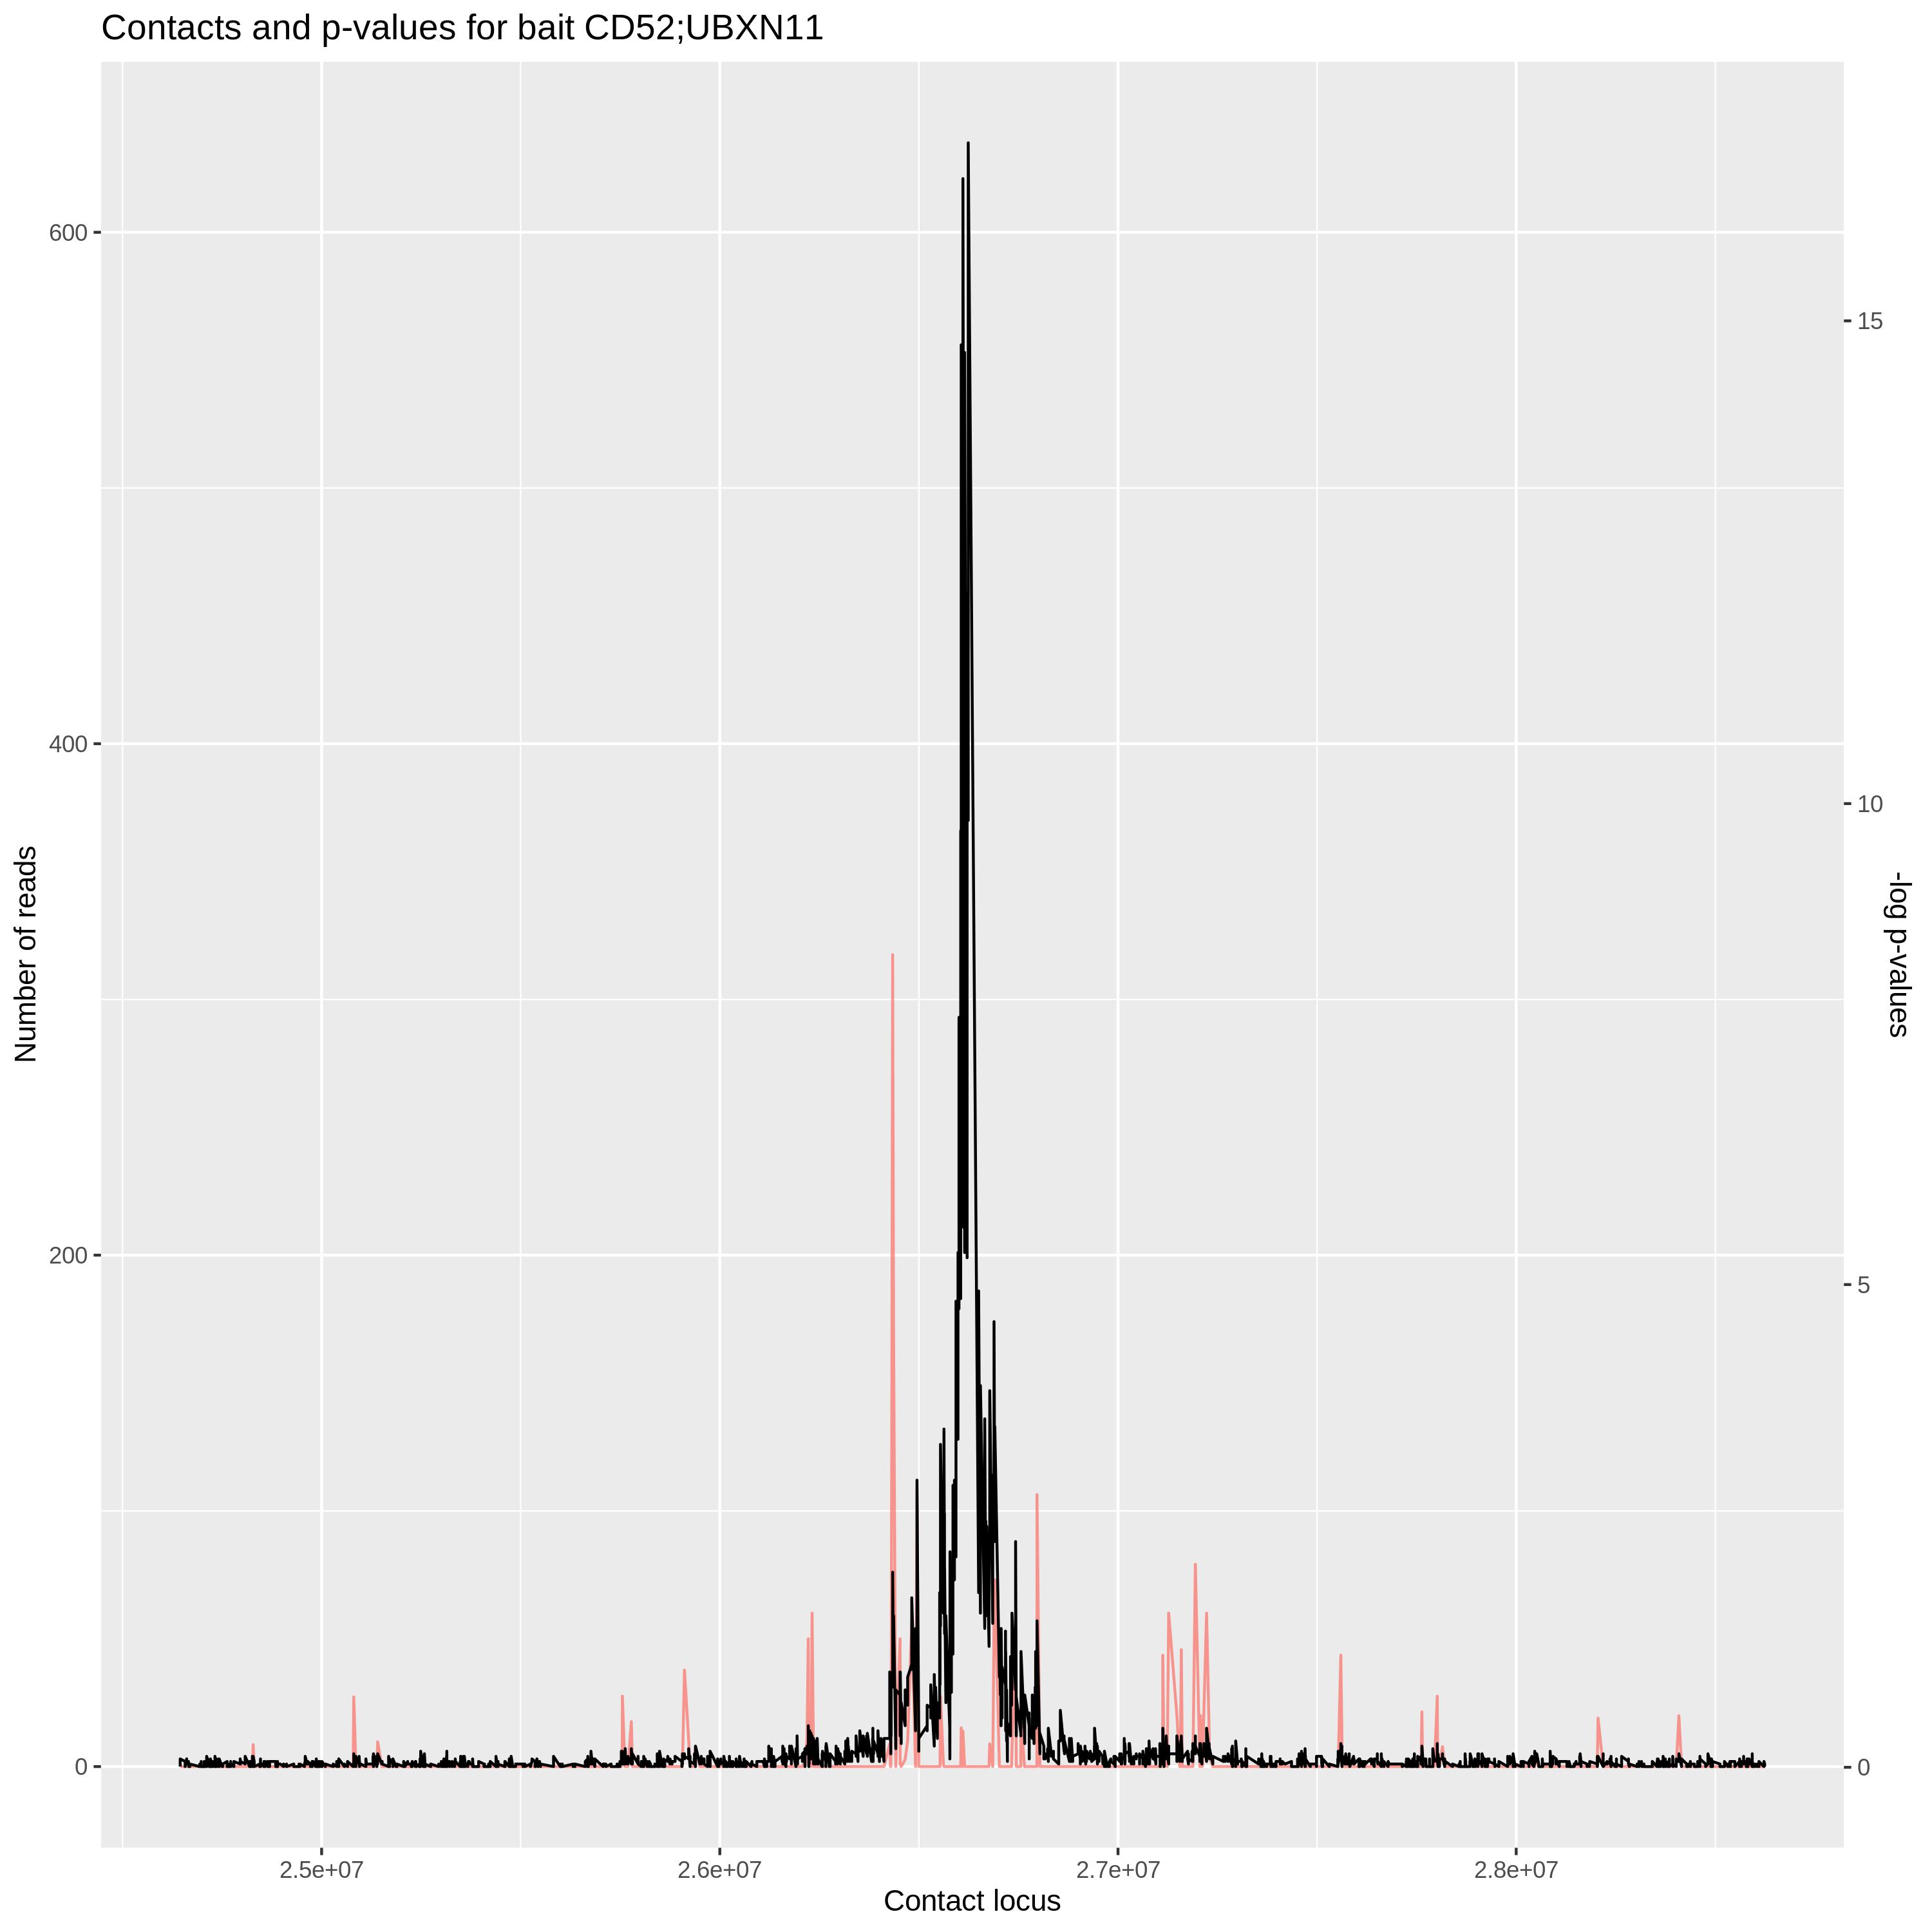 Contacts and p-values for bait CD52;UBXN11
600
400
200
0
Number of reads
15
10
5
0
-log p-values
2.5e+07
2.6e+07
2.7e+07
2.8e+07
Contact locus